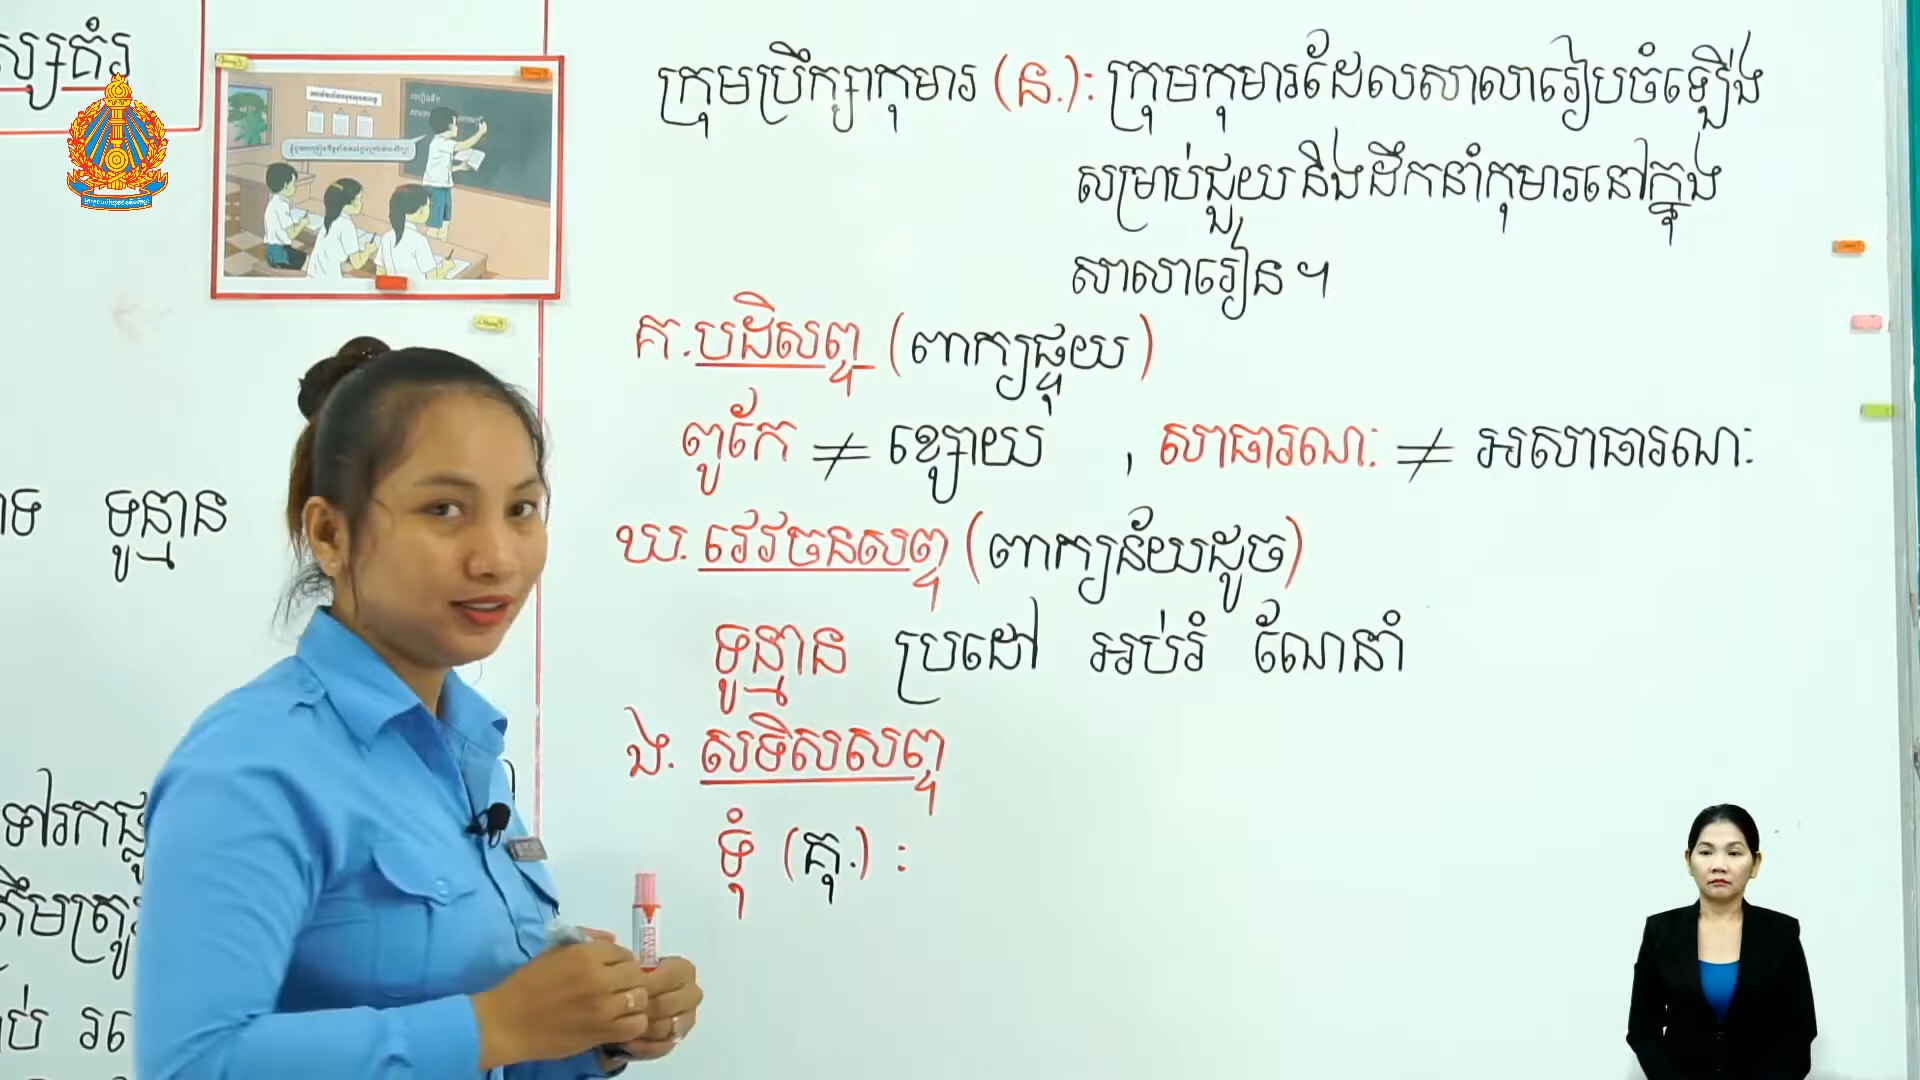 ក្រុមប្រឹក្សាកុមារ (ន.): ក្រុមកុមារដែលសាលារៀបចំឡើង
សម្រាប់ជួយនិងដឹកនាំកុមារនៅក្នុង
សាលារៀន។
គ.បដិសព្ទ (ពាក្យផ្ទុយ)
ពូកែ ≠ ខ្សោយ , សាធារណៈ ≠ អសាធារណៈ
ឃ. វេវចនសព្ទ (ពាក្យន័យដូច)
ទូន្មាន ប្រដៅ អប់រំ ណែនាំ
ង. សទិសសព្ទ
ទុំ (គុ.) :
ទូន្មាន